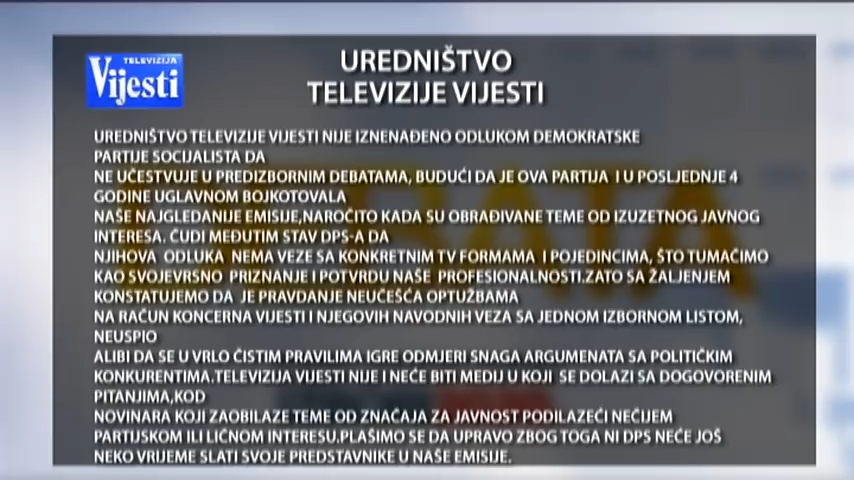 TELEVIZIJA
Vijesti
UREDNIŠTVO
TELEVIZIJE VIJESTI
UREDNIŠTVO TELEVIZIJE VIJESTI NIJE IZNENAĐENO ODLUKOM DEMOKRATSKE
PARTIJE SOCIJALISTA DA
NE UČESTVUJE U PREDIZBORNIM DEBATAMA, BUDUĆI DA JE OVA PARTIJA I U POSLJEDNJE 4
GODINE UGLAVNOM BOJKOTOVALA
NAŠE NAJGLEDANIJE EMISIJE,NAROČITO KADA SU OBRAĐIVANE TEME OD IZUZETNOG JAVNOG
INTERESA. ČUDI MEĐUTIM STAV DPS-A DA
NJIHOVA ODLUKA NEMA VEZE SA KONKRETNIM TV FORMAMA I POJEDINCIMA, ŠTO TUMAČIMO
KAO SVOJEVRSNO PRIZNANJE I POTVRDU NAŠE PROFESIONALNOSTI.ZATO SA ŽALJENJEM
KONSTATUJEMO DA JE PRAVDANJE NEUČEŠĆA OPTUŽBAMA
NA RAČUN KONCERNA VIJESTI I NJEGOVIH NAVODNIH VEZA SA JEDNOM IZBORNOM LISTOM,
NEUSPIO
ALIBI DA SE U VRLO ČISTIM PRAVILIMA IGRE ODMJERI SNAGA ARGUMENATA SA POLITIČKIM
KONKURENTIMA.TELEVIZIJA VIJESTI NIJE I NEĆE BITI MEDIJ U KOJI SE DOLAZI SA DOGOVORENIM
PITANJIMA,KOD
NOVINARA KOJI ZAOBILAZE TEME OD ZNAČAJA ZA JAVNOST PODILAZEĆI NEČIJEM
PARTIJSKOM ILI LIČNOM INTERESU.PLAŠIMO SE DA UPRAVO ZBOG TOGA NI DPS NEĆE JOŠ
NEKO VRIJEME SLATI SVOJE PREDSTAVNIKE U NAŠE EMISIJE.